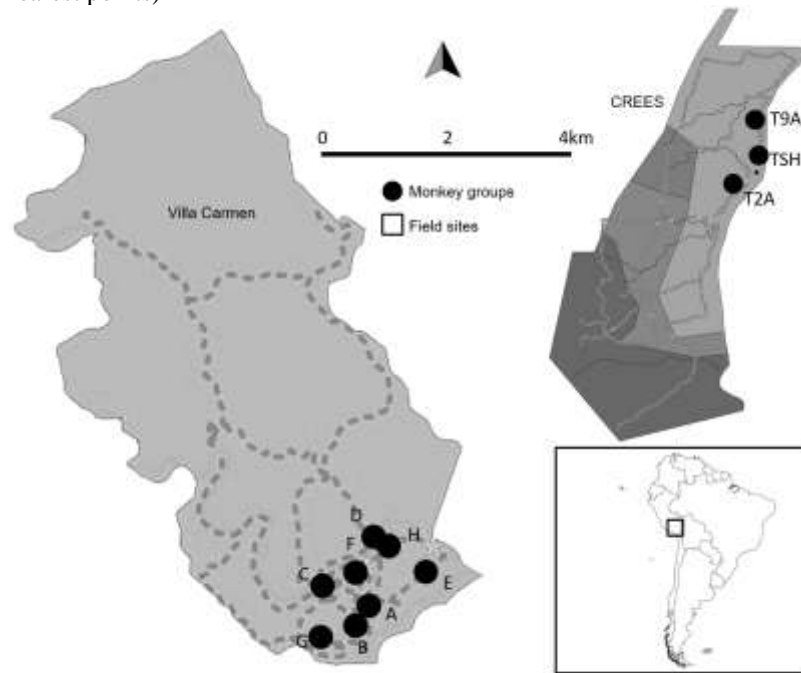 CREES
T9A
TSH
T2A
0 2 4km
Monkey groups
Field sites
Villa Carmen
D
H
F
C
E
A
G
B